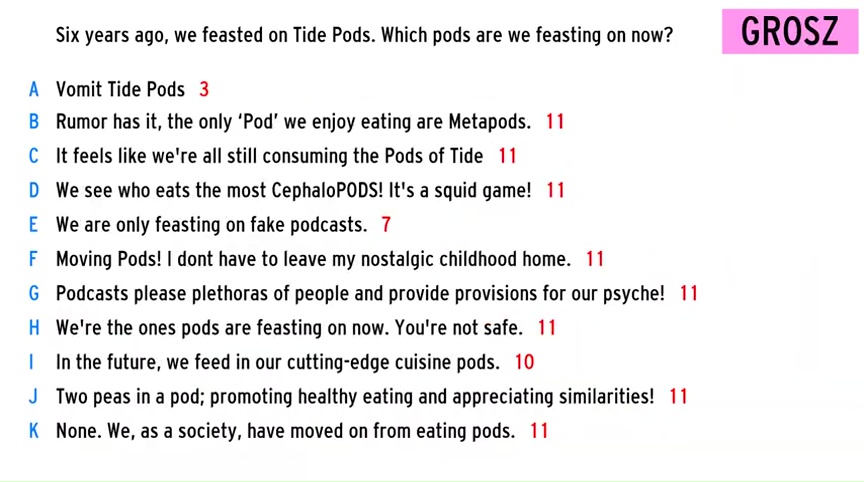 Six years ago, we feasted on Tide Pods. Which pods are we feasting on now?
GROSZ
A Vomit Tide Pods 3
B Rumor has it, the only ‘Pod’ we enjoy eating are Metapods. 11
C It feels like we're all still consuming the Pods of Tide 11
D We see who eats the most CephaloPODS! It's a squid game! 11
E We are only feasting on fake podcasts. 7
F Moving Pods! I dont have to leave my nostalgic childhood home. 11
G Podcasts please plethoras of people and provide provisions for our psyche! 11
H We're the ones pods are feasting on now. You're not safe. 11
I In the future, we feed in our cutting-edge cuisine pods. 10
J Two peas in a pod; promoting healthy eating and appreciating similarities! 11
K None. We, as a society, have moved on from eating pods. 11